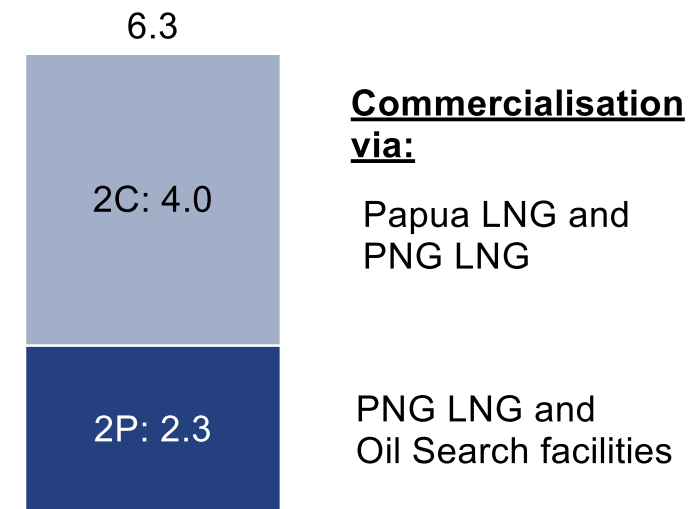 6.3
2C: 4.0
2P: 2.3
Commercialisation
via:
Papua LNG and
PNG LNG
PNG LNG and
Oil Search facilities